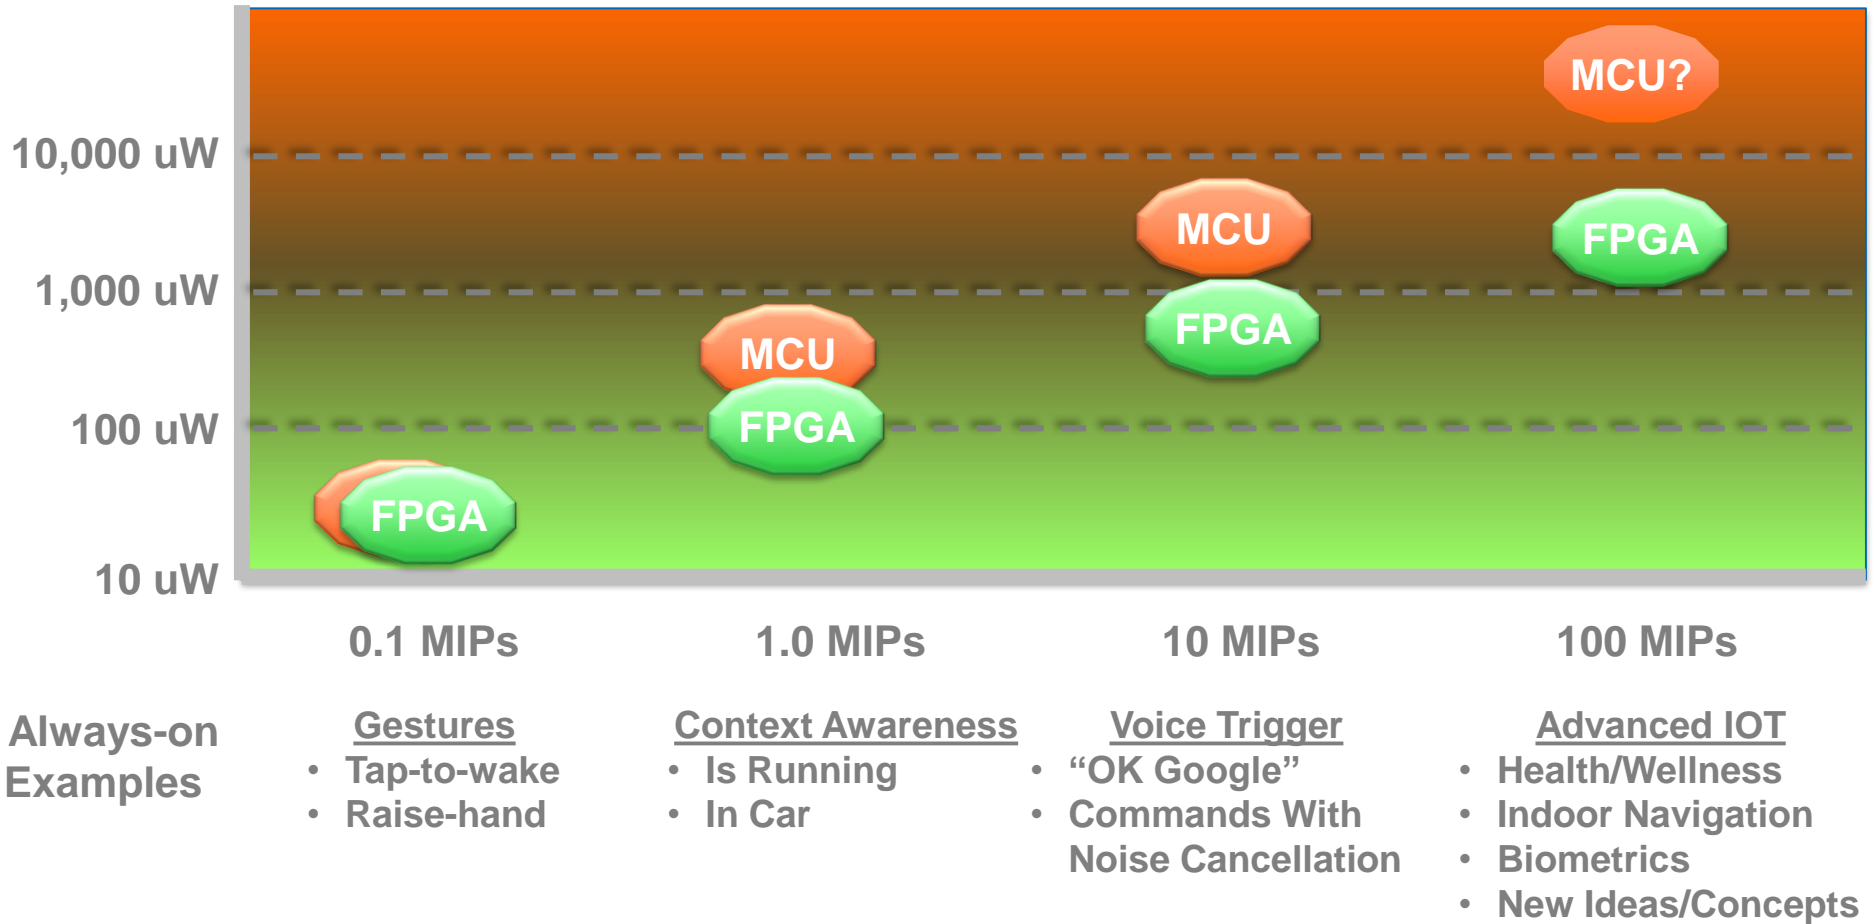 MCU?
10,000 uW
MCU
FPGA
1,000 uW
MCU
FPGA
100 uW
FPGA
FPGA
10 uW
0.1 MIPs
1.0 MIPs
10 MIPs
100 MIPs
Always-on
Examples
Gestures
• Tap-to-wake
• Raise-hand
Context Awareness
• Is Running
• In Car
Voice Trigger
• “OK Google”
• Commands With
Noise Cancellation
Advanced IOT
• Health/Wellness
• Indoor Navigation
• Biometrics
• New Ideas/Concepts